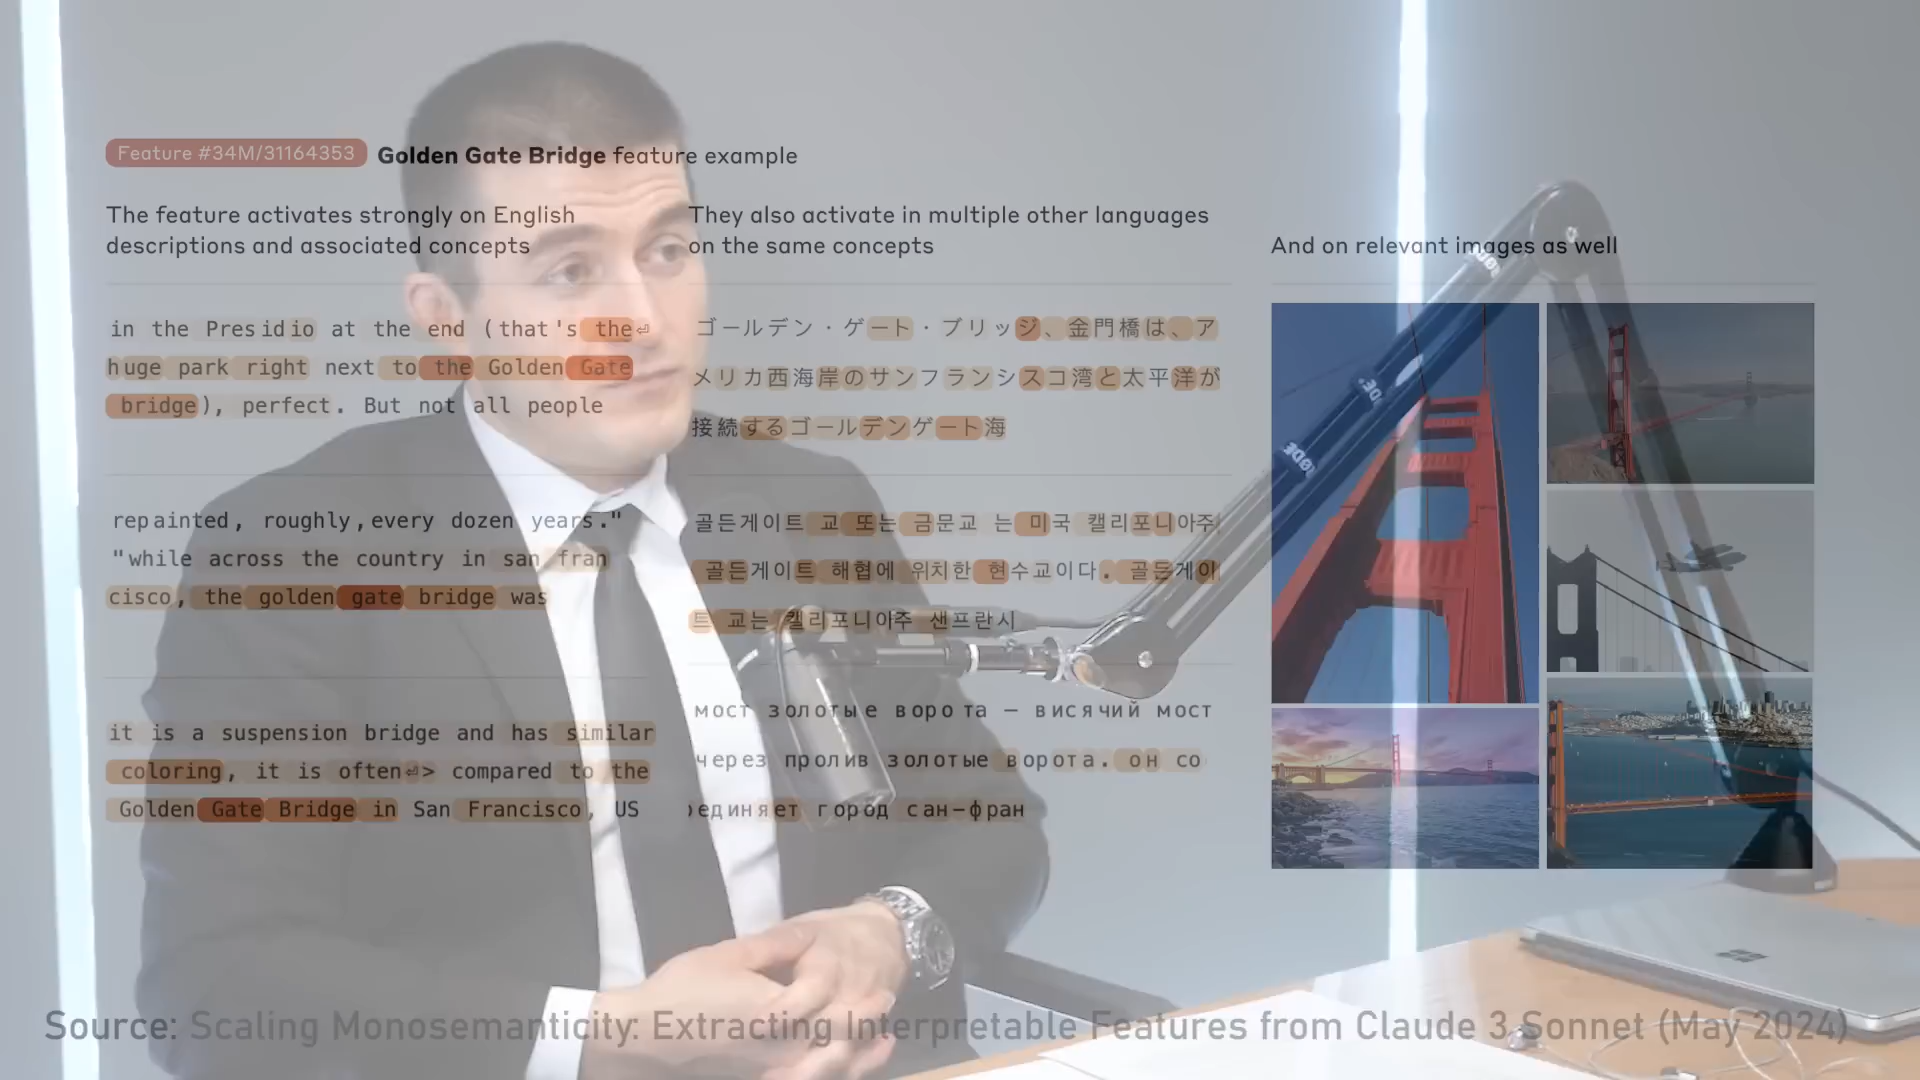 Feature #34M/31164353 Golden Gate Bridge feature example
The feature activates strongly on English
descriptions and associated concepts
in the Presidio at the end (that's the⏎
huge park right next to the Golden Gate
bridge), perfect. But not all people
repainted, roughly,every dozen years."
"while across the country in san fran
cisco, the golden gate bridge was
it is a suspension bridge and has similar
coloring, it is often⏎> compared to the
Golden Gate Bridge in San Francisco, US
They also activate in multiple other languages
on the same concepts
ゴールデン・ゲート・ブリッジ、金門橋は、ア
メリカ西海岸のサンフランシスコ湾と太平洋が
接続するゴールデンゲート海
골든게이트 교 또는 금문교 는 미국 캘리포니아주
골든게이트 해협에 위치한 현수교이다. 골든게이
트 교는 캘리포니아주 샌프란시
мост золотые ворота — висячий мост
через пролив золотые ворота. он со
единяет город сан-фран
And on relevant images as well
RØDE
RØDE
RØDE
Source: Scaling Monosemanticity: Extracting Interpretable Features from Claude 3 Sonnet (May 2024)